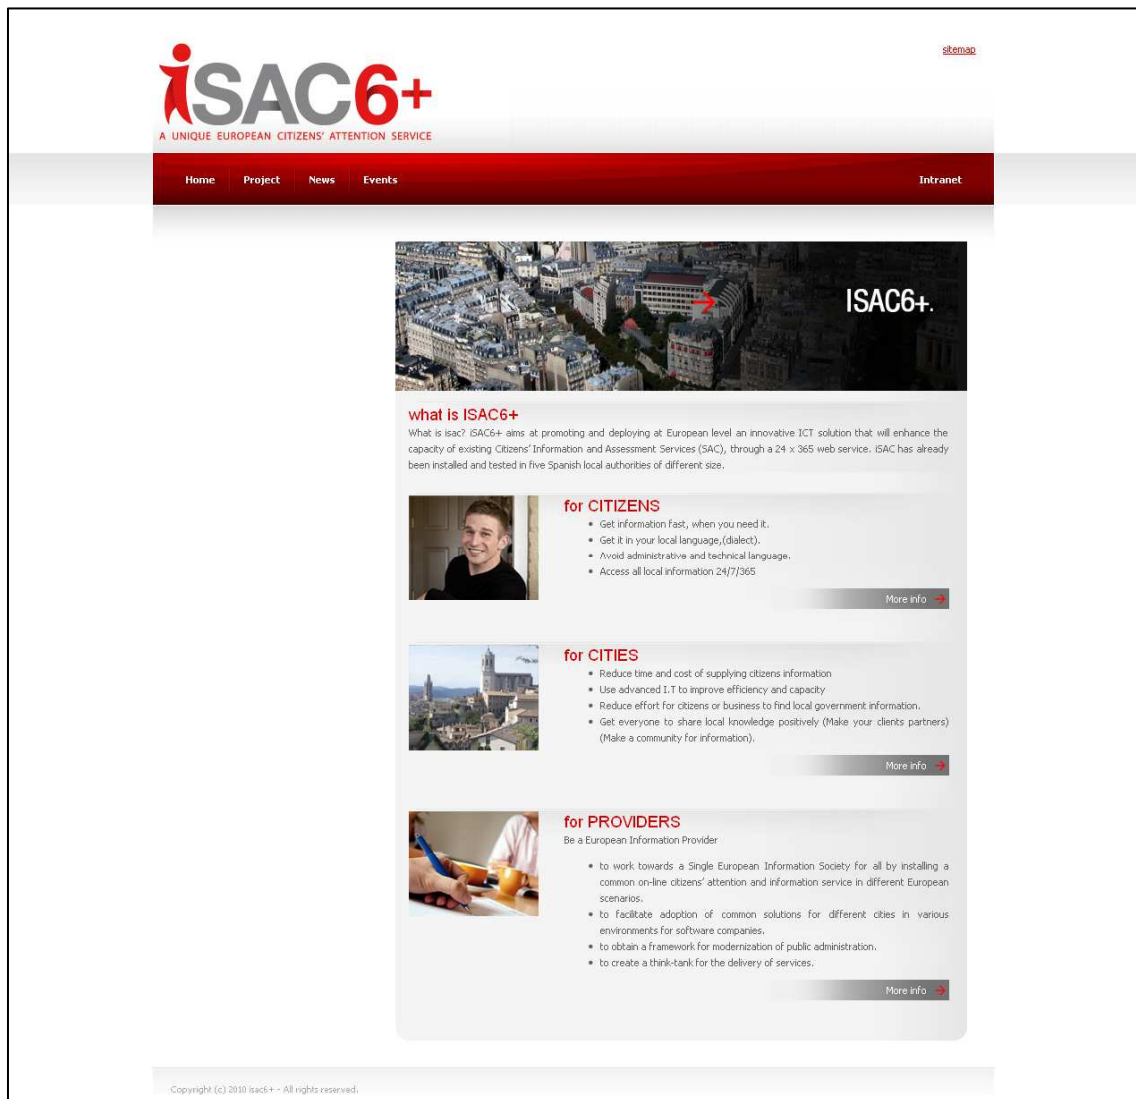 sitemap
iSAC6+
A UNIQUE EUROPEAN CITIZENS' ATTENTION SERVICE
Home Project News Events Intranet
ISAC6+.
what is ISAC6+
What is isac? iSAC6+ aims at promoting and deploying at European level an innovative ICT solution that will enhance the
capacity of existing Citizens' Information and Assessment Services (SAC), through a 24 x 365 web service. iSAC has already
been installed and tested in five Spanish local authorities of different size.
for CITIZENS
• Get information fast, when you need it.
• Get it in your local language,(dialect).
• Avoid administrative and technical language.
• Access all local information 24/7/365
More info
for CITIES
• Reduce time and cost of supplying citizens information
• Use advanced I.T to improve efficiency and capacity
• Reduce effort for citizens or business to find local government information.
• Get everyone to share local knowledge positively (Make your clients partners)
(Make a community for information).
More info
for PROVIDERS
Be a European Information Provider
• to work towards a Single European Information Society for all by installing a
common on-line citizens' attention and information service in different European
scenarios.
• to facilitate adoption of common solutions for different cities in various
environments for software companies.
• to obtain a framework for modernization of public administration.
• to create a think-tank for the delivery of services.
More info
Copyright (c) 2010 isac6+ - All rights reserved.